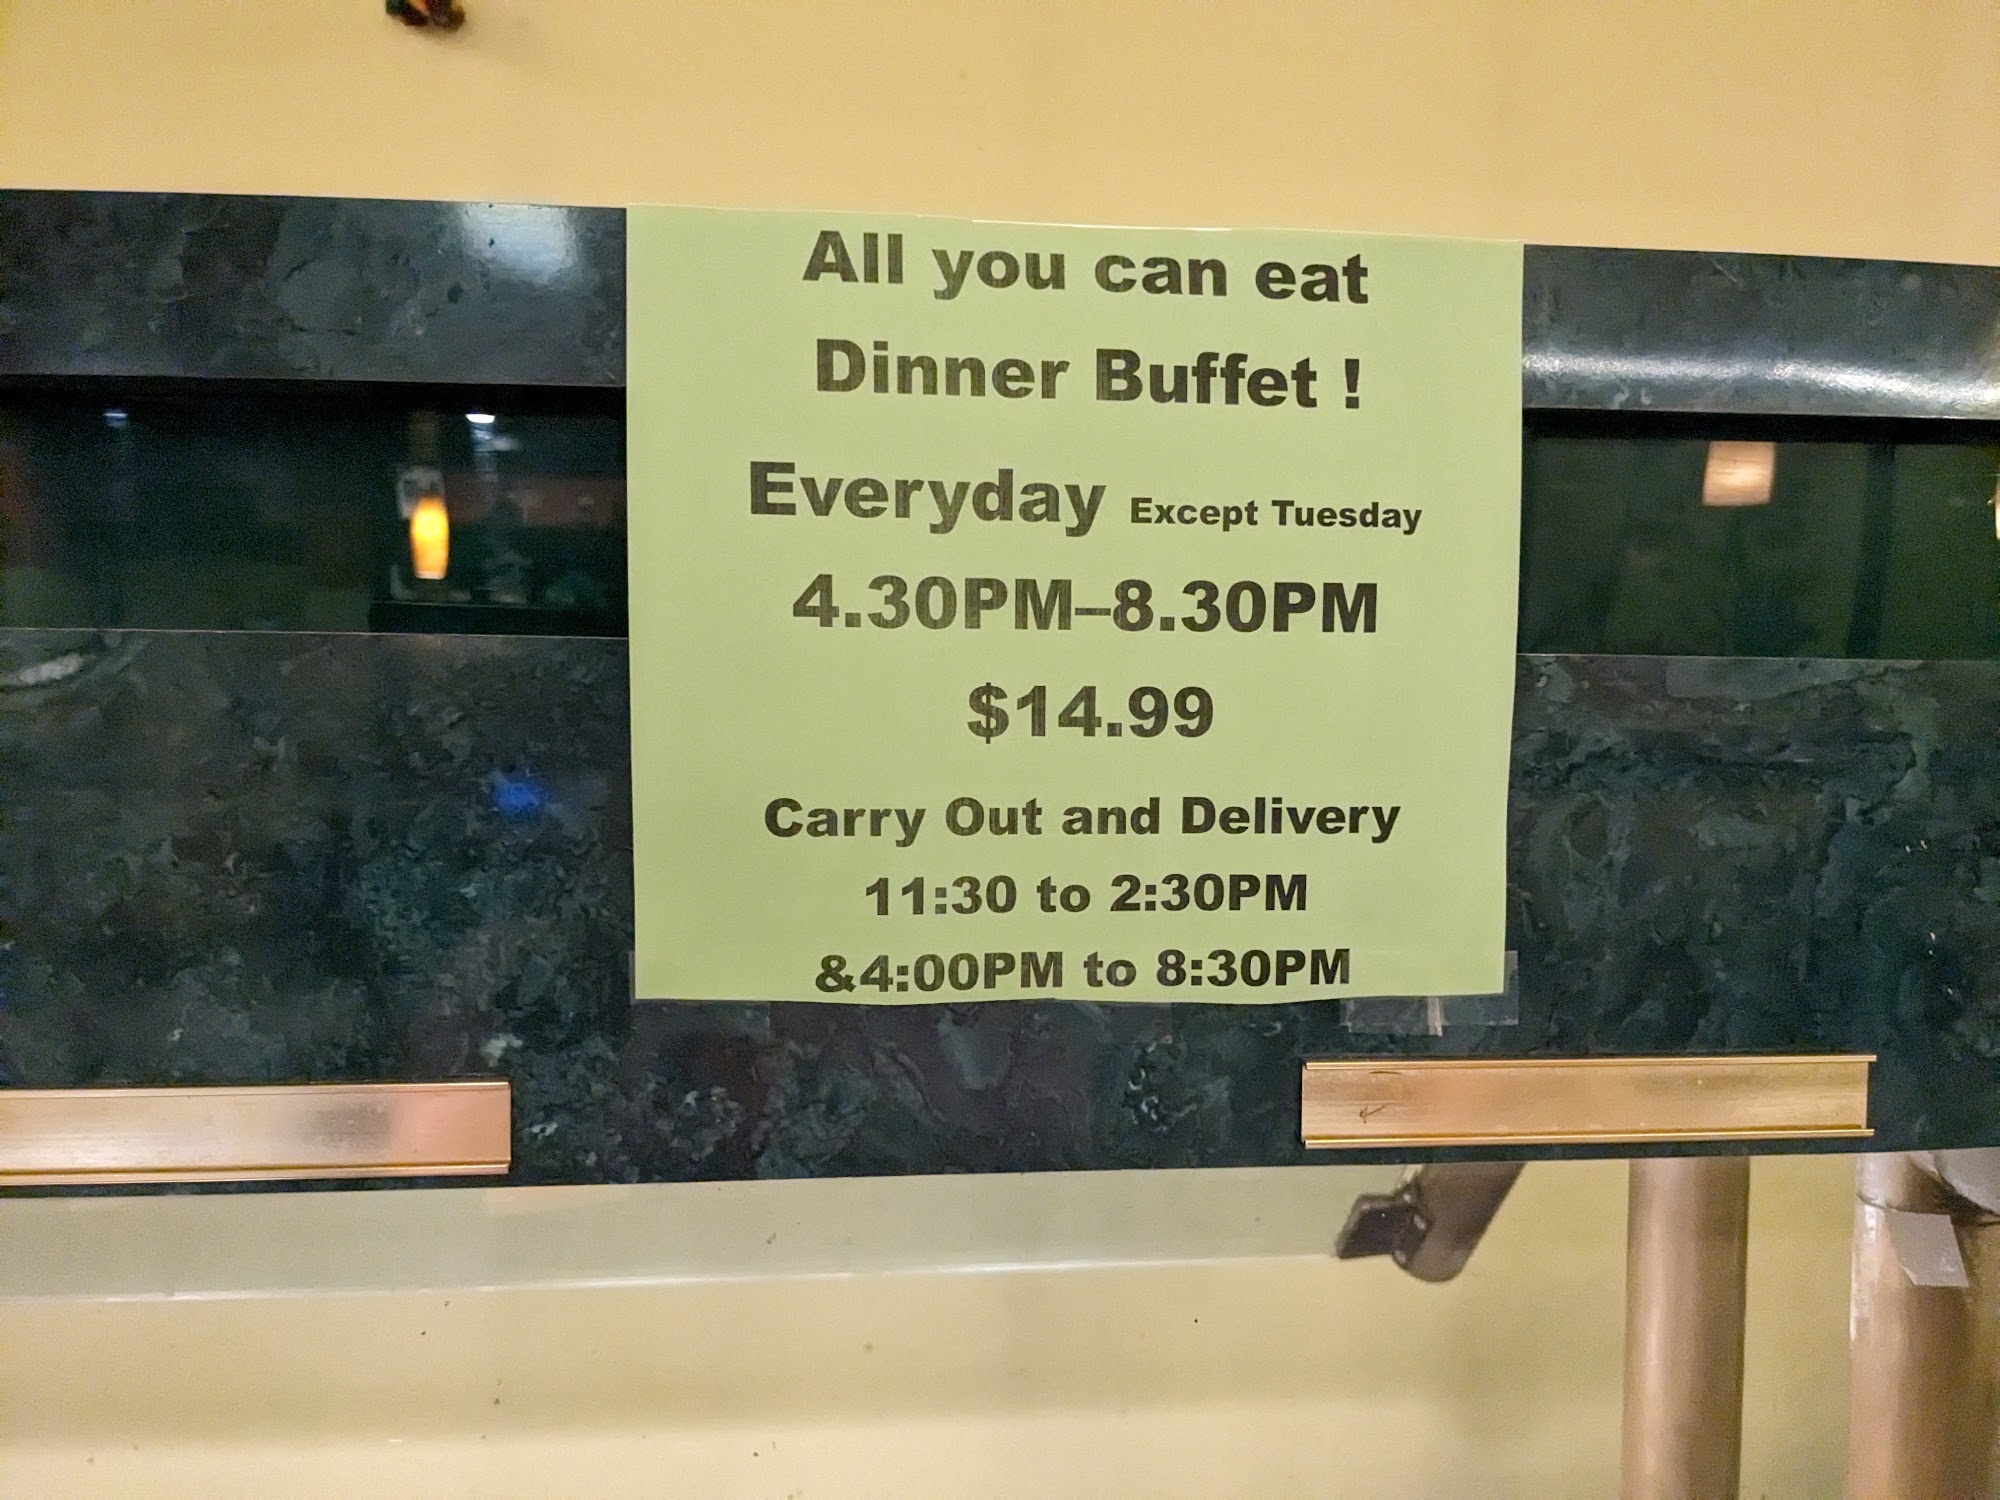 All you can eat
Dinner Buffet !
Everyday Except Tuesday
4.30PM–8.30PM
$14.99
Carry Out and Delivery
11:30 to 2:30PM
&4:00PM to 8:30PM